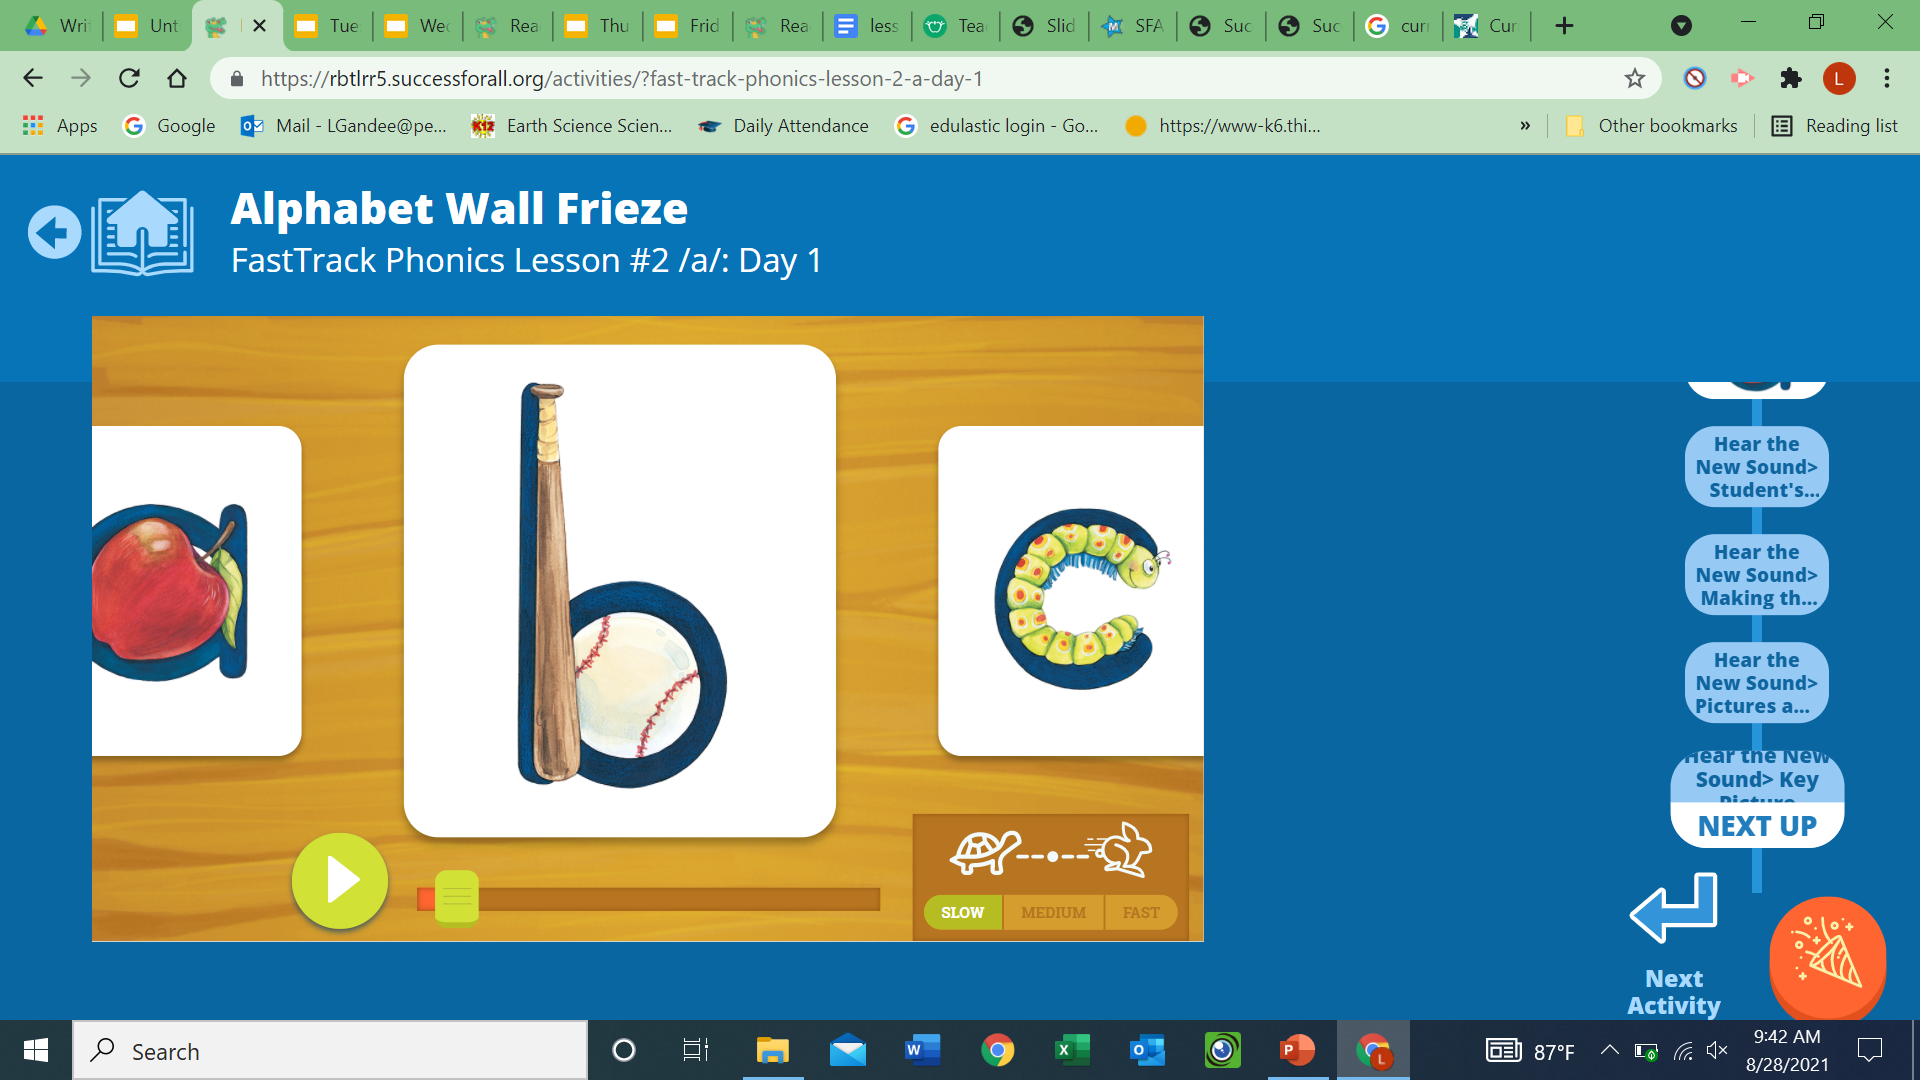 Writ
Unt
Tue
Wed
Rea
Thu
Frid
Rea
less
Tea
Slid
SFA
Suc
Suc
curr
Curr
https://rbtlrr5.successforall.org/activities/?fast-track-phonics-lesson-2-a-day-1
L
Apps
Google
Mail - LGandee@pe...
Earth Science Scien...
Daily Attendance
edulastic login - Go...
https://www-k6.thi...
»
Other bookmarks
Reading list
Alphabet Wall Frieze
FastTrack Phonics Lesson #2 /a/: Day 1
a
b
c
SLOW
MEDIUM
FAST
Hear the
New Sound>
Student's...
Hear the
New Sound>
Making th...
Hear the
New Sound>
Pictures a...
Hear the New
Sound> Key
Picture
NEXT UP
Next
Activity
Search
87°F
9:42 AM
8/28/2021